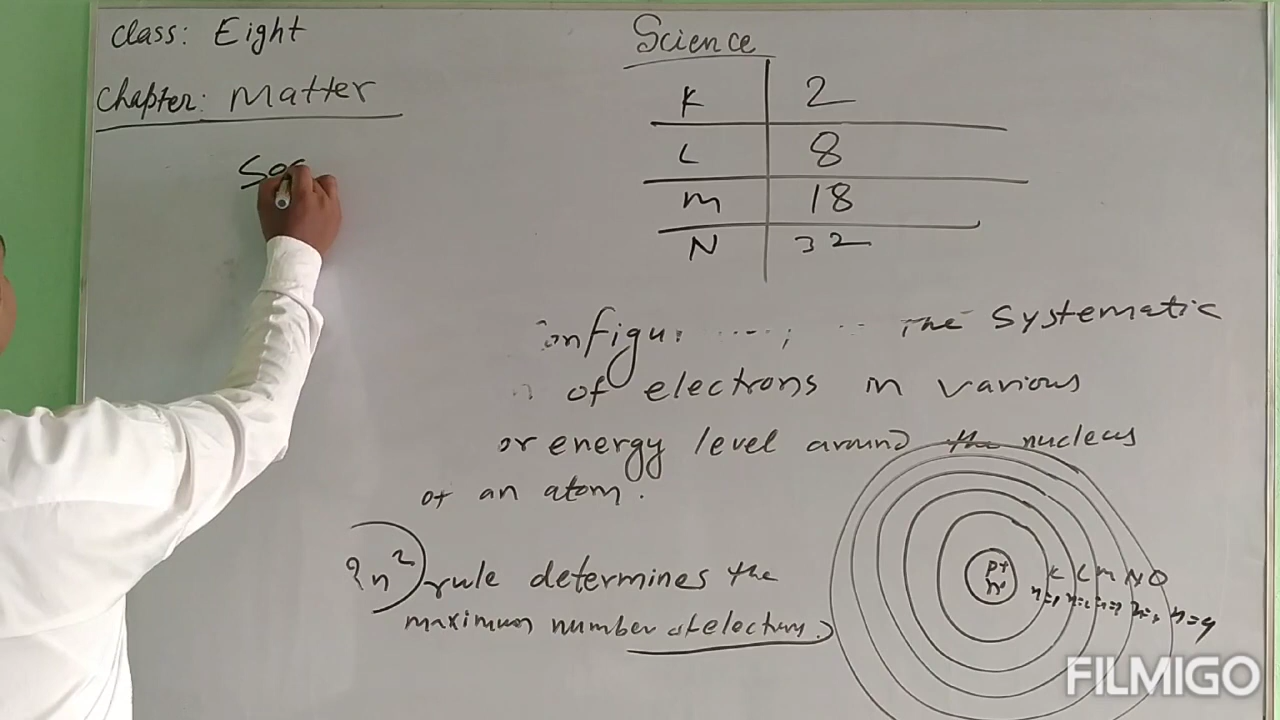 class: Eight
chapter: Matter
Science
K 2
L 8
M 18
N 32
onfigu The Systematic
of electrons in various
or energy level around the nucleus
of an atom.
2n² rule determines the
maximum number of electrons.
P+
K L M N O
FILMIGO